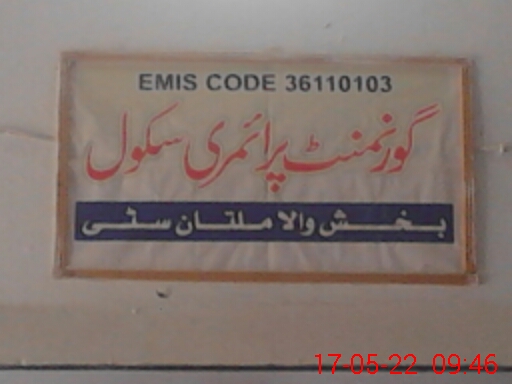 EMIS CODE 36110103
گورنمنٹ پرائمری سکول
بخش والا ملتان سٹی
17-05-22 09:46